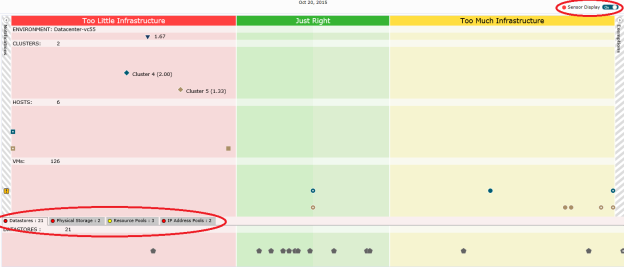 Oct 20, 2015
Sensor Display On
Too Little Infrastructure Just Right Too Much Infrastructure
ENVIRONMENT: Datacenter-vc55
1.67
CLUSTERS: 2
Cluster 4 (2.00)
Cluster 5 (1.33)
HOSTS: 6
VMs: 126
Datastores : 21 Physical Storage : 2 Resource Pools : 2 IP Address Pools : 2
DATASTORES : 21